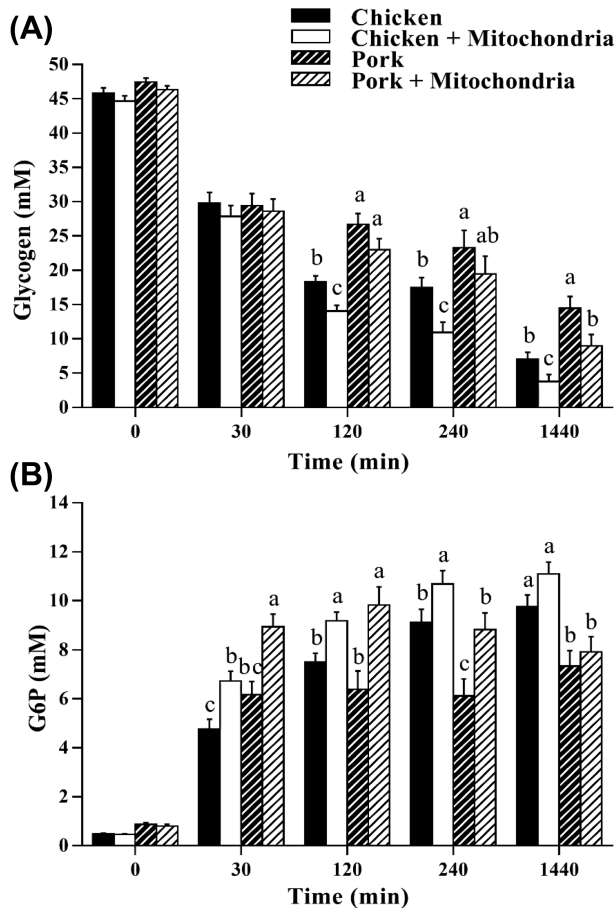 (A)
Chicken
Chicken + Mitochondria
Pork
Pork + Mitochondria
Glycogen (mM)
50
45
40
35
30
25
20
15
10
5
0
b c a a
b c a ab
b c a b
0 30 120 240 1440
Time (min)
(B)
G6P (mM)
14
12
10
8
6
4
2
0
c b bc a
b a b a
b a c b
a a b b
0 30 120 240 1440
Time (min)